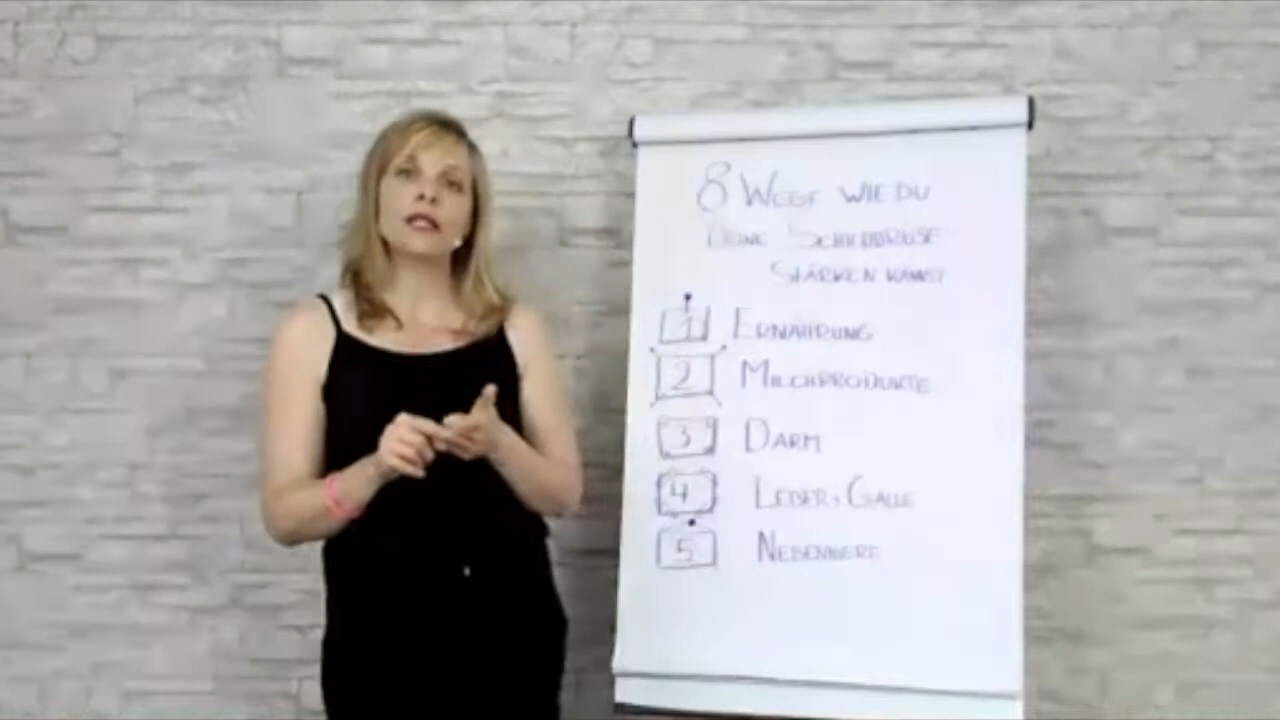 8 WEGE WIE DU
DEINE SCHILDDRÜSE
STÄRKEN KANNST
1 ERNÄHRUNG
2 MILCHPRODUKTE
3 DARM
4 LEBER + GALLE
5 NEBENNIERE